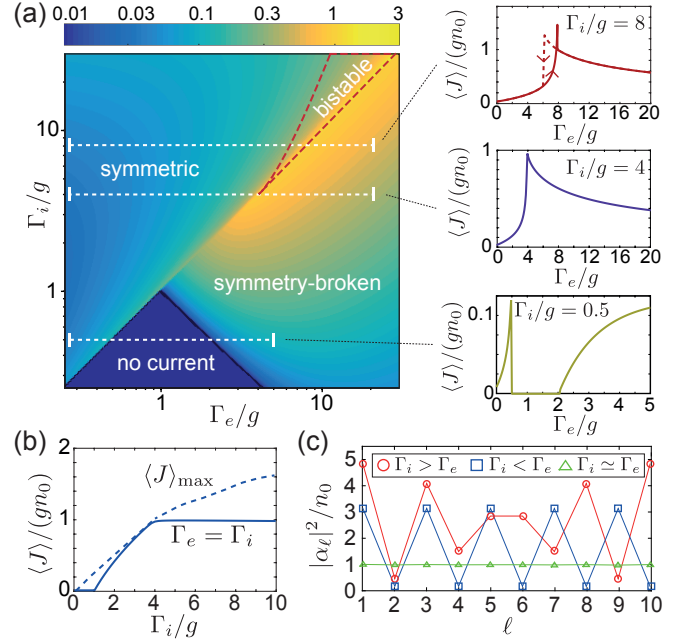 (a)
0.01 0.03 0.1 0.3 1 3
10
1
Γi/g
symmetric
bistable
symmetry-broken
no current
1 10
Γe/g
⟨J⟩/(gn0)
1
0
Γi/g = 8
0 4 8 12 16 20
Γe/g
⟨J⟩/(gn0)
1
0
Γi/g = 4
0 4 8 12 16 20
Γe/g
⟨J⟩/(gn0)
0.1
0
Γi/g = 0.5
0 1 2 3 4 5
Γe/g
(b)
⟨J⟩/(gn0)
2
1
0
⟨J⟩max
Γe = Γi
0 2 4 6 8 10
Γi/g
(c)
|αℓ|²/n0
5
4
3
2
1
0
Γi > Γe Γi < Γe Γi ≃ Γe
1 2 3 4 5 6 7 8 9 10
ℓ